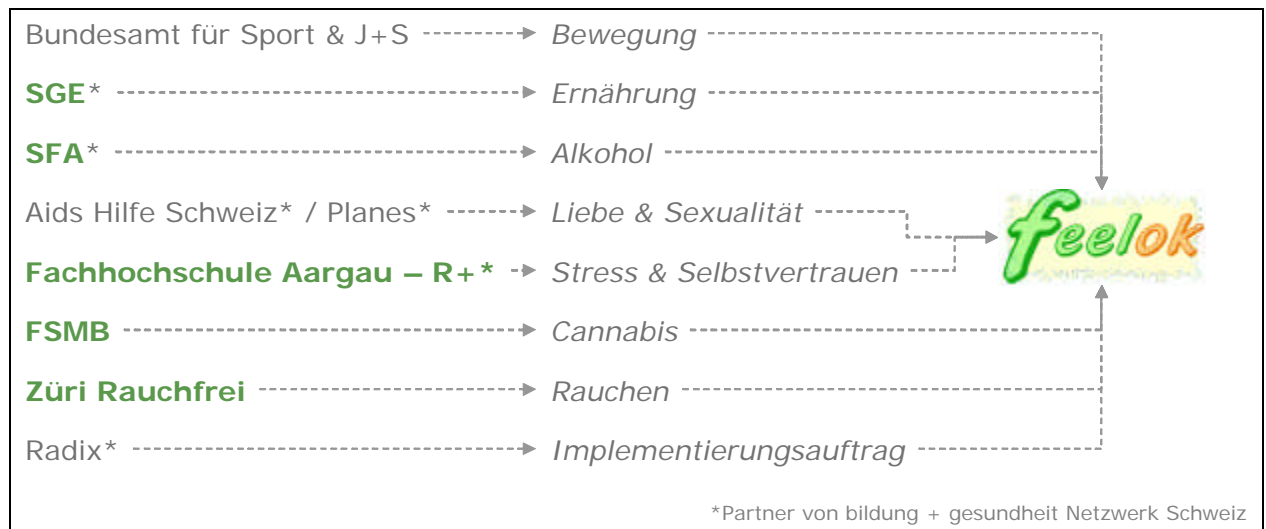 Bundesamt für Sport & J+S Bewegung
SGE* Ernährung
SFA* Alkohol
Aids Hilfe Schweiz* / Planes* Liebe & Sexualität
feelok
Fachhochschule Aargau – R+* Stress & Selbstvertrauen
FSMB Cannabis
Züri Rauchfrei Rauchen
Radix* Implementierungsauftrag
*Partner von bildung + gesundheit Netzwerk Schweiz